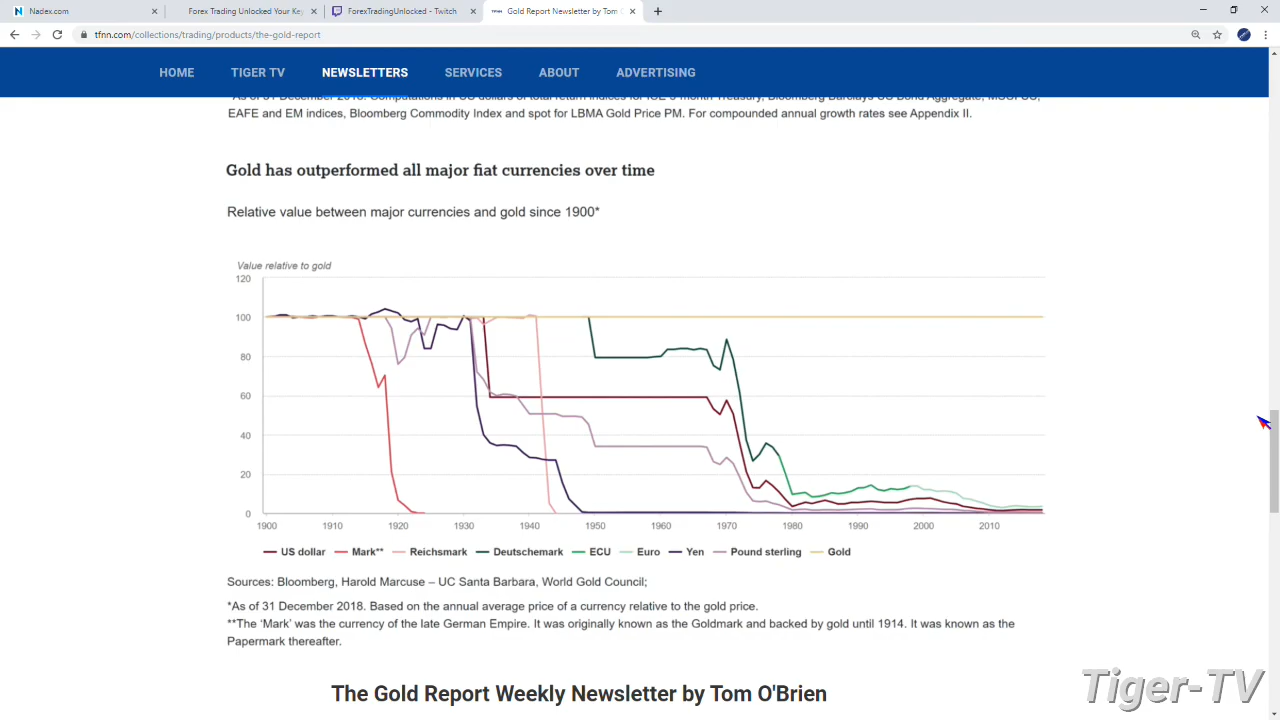 Nadex.com
Forex Trading Unlocked Your Key
ForexTradingUnlocked - Twitch
Gold Report Newsletter by Tom
tfnn.com/collections/trading/products/the-gold-report
HOME TIGER TV NEWSLETTERS SERVICES ABOUT ADVERTISING
EAFE and EM indices, Bloomberg Commodity Index and spot for LBMA Gold Price PM. For compounded annual growth rates see Appendix II.
Gold has outperformed all major fiat currencies over time
Relative value between major currencies and gold since 1900*
Value relative to gold
120
100
80
60
40
20
0
1900 1910 1920 1930 1940 1950 1960 1970 1980 1990 2000 2010
US dollar Mark** Reichsmark Deutschemark ECU Euro Yen Pound sterling Gold
Sources: Bloomberg, Harold Marcuse – UC Santa Barbara, World Gold Council;
*As of 31 December 2018. Based on the annual average price of a currency relative to the gold price.
**The ‘Mark’ was the currency of the late German Empire. It was originally known as the Goldmark and backed by gold until 1914. It was known as the
Papermark thereafter.
The Gold Report Weekly Newsletter by Tom O'Brien
Tiger-TV